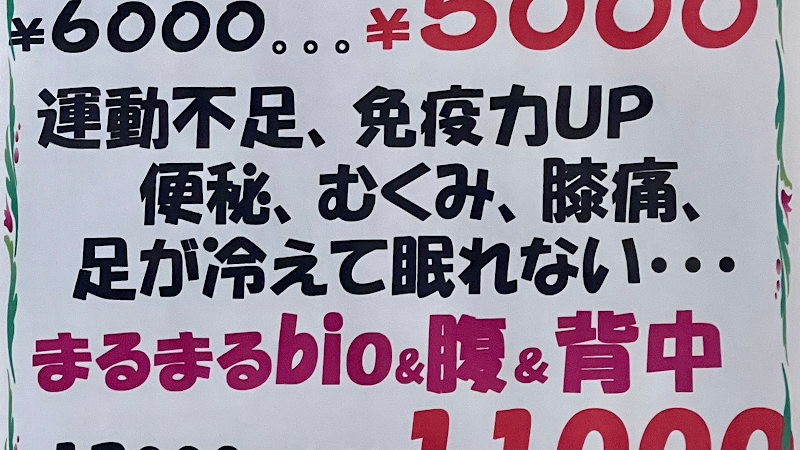 ¥6000。。。¥5000
運動不足、免疫力UP
便秘、むくみ、膝痛、
足が冷えて眠れない・・・
まるまるbio&腹&背中
11000